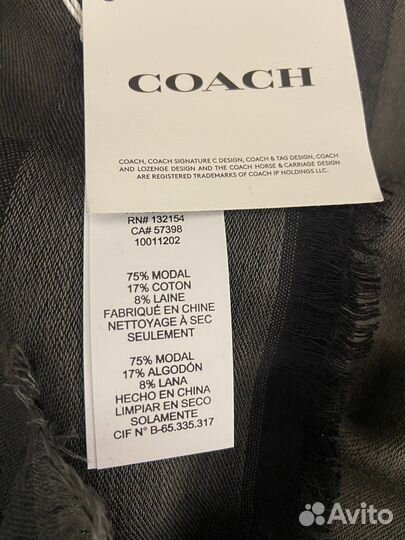 COACH
COACH, COACH SIGNATURE C DESIGN, COACH & TAG DESIGN, COACH
AND LOZENGE DESIGN AND THE COACH HORSE & CARRIAGE DESIGN
ARE REGISTERED TRADEMARKS OF COACH IP HOLDINGS LLC.
RN# 132154
CA# 57398
10011202
75% MODAL
17% COTON
8% LAINE
FABRIQUÉ EN CHINE
NETTOYAGE À SEC
SEULEMENT
75% MODAL
17% ALGODÓN
8% LANA
HECHO EN CHINA
LIMPIAR EN SECO
SOLAMENTE
CIF N° B-65.335.317
Avito